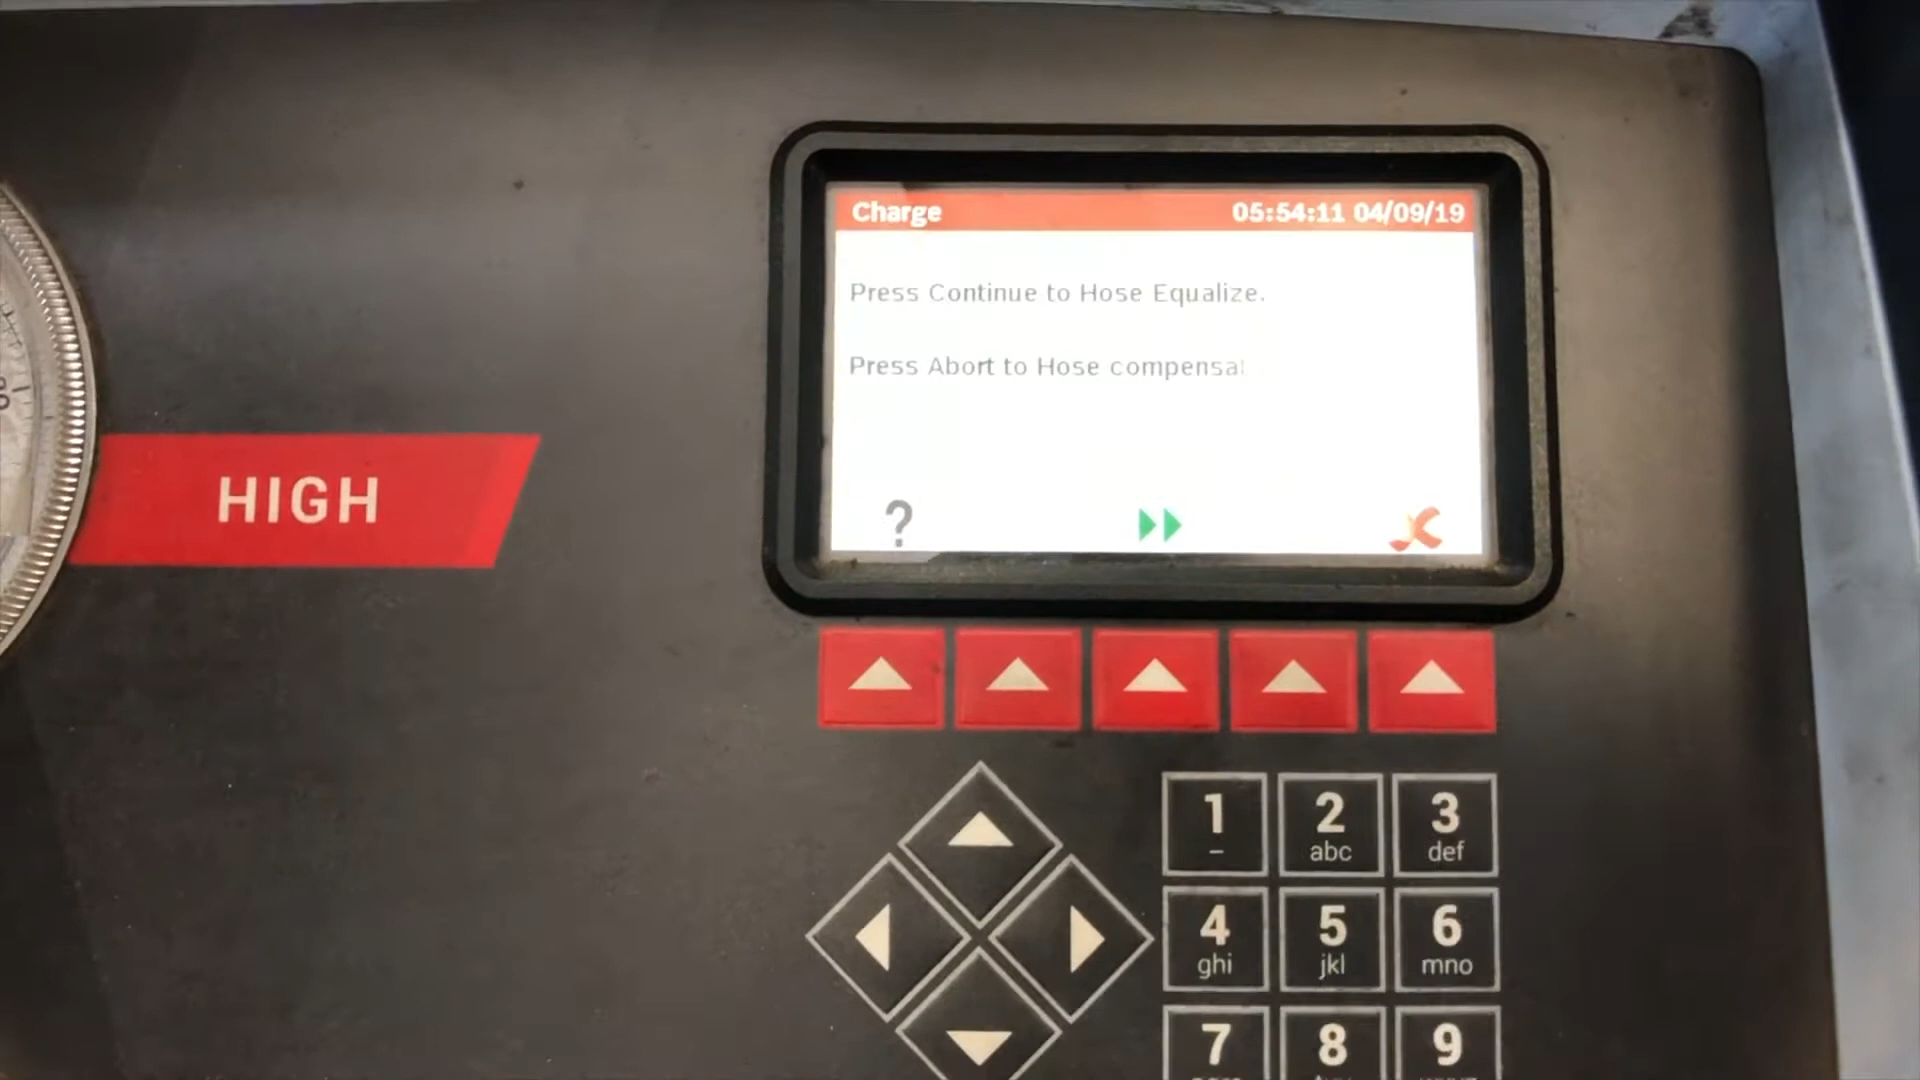 Charge 05:54:11 04/09/19
Press Continue to Hose Equalize.
Press Abort to Hose
?
HIGH
1 2 3
– abc def
4 5 6
ghi jkl mno
7 8 9